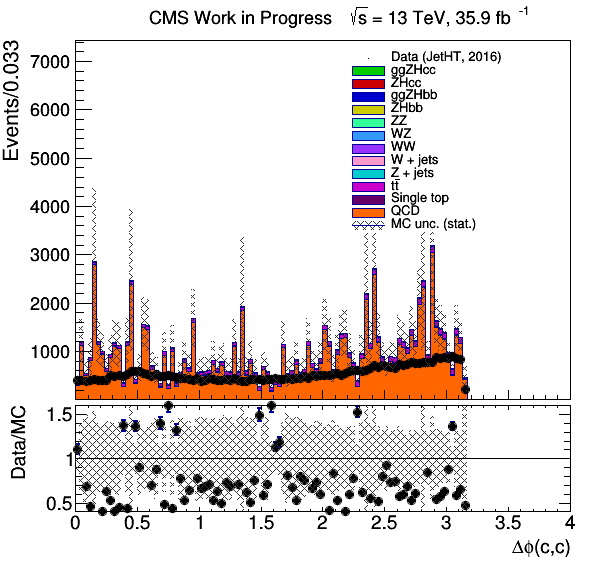 CMS Work in Progress √s = 13 TeV, 35.9 fb⁻¹
Events/0.033
7000
6000
5000
4000
3000
2000
1000
Data (JetHT, 2016)
ggZHcc
ZHcc
ggZHbb
ZHbb
ZZ
WZ
WW
W + jets
Z + jets
tt̄
Single top
QCD
MC unc. (stat.)
Data/MC
1.5
1
0.5
0 0.5 1 1.5 2 2.5 3 3.5 4
Δϕ(c,c)